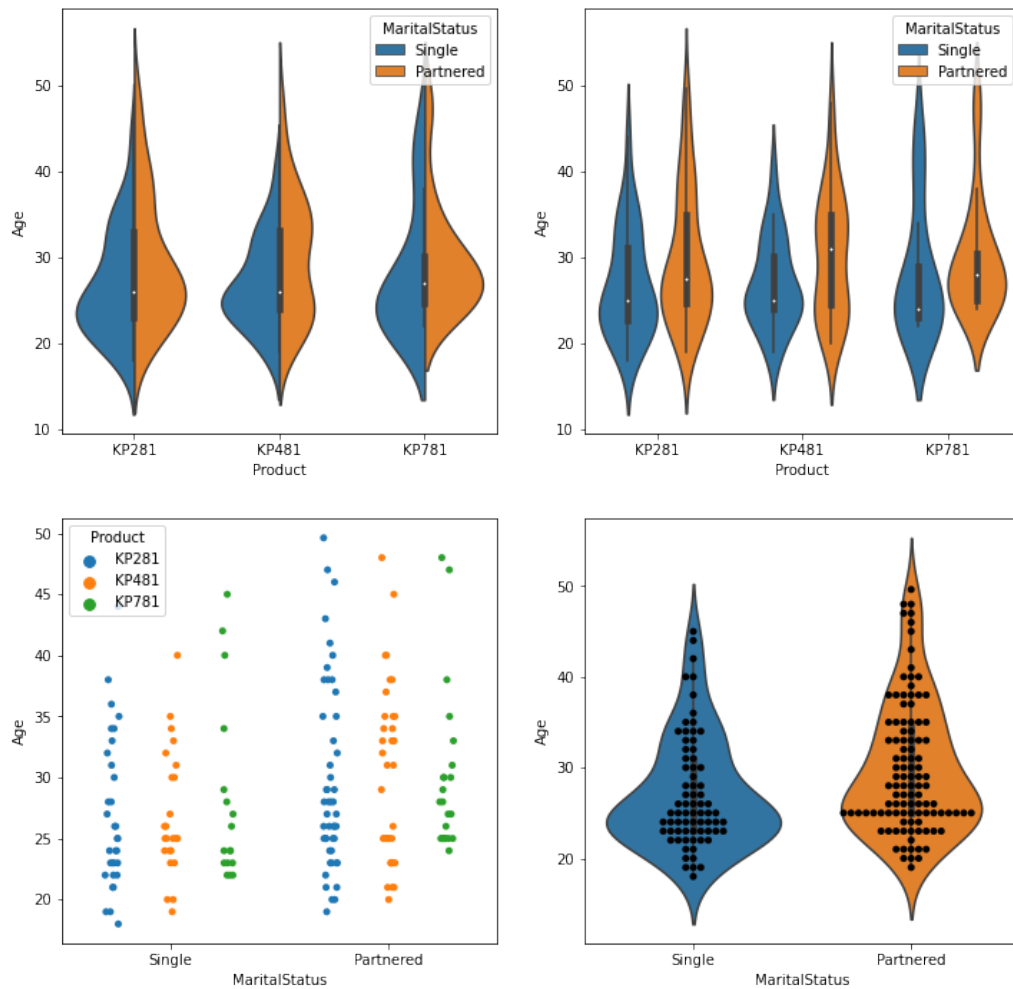 MaritalStatus
Single
Partnered
50
40
30
20
10
Age
KP281 KP481 KP781
Product
MaritalStatus
Single
Partnered
50
40
30
20
10
Age
KP281 KP481 KP781
Product
Product
KP281
KP481
KP781
50
45
40
35
30
25
20
Age
Single Partnered
MaritalStatus
50
40
30
20
10
Age
Single Partnered
MaritalStatus